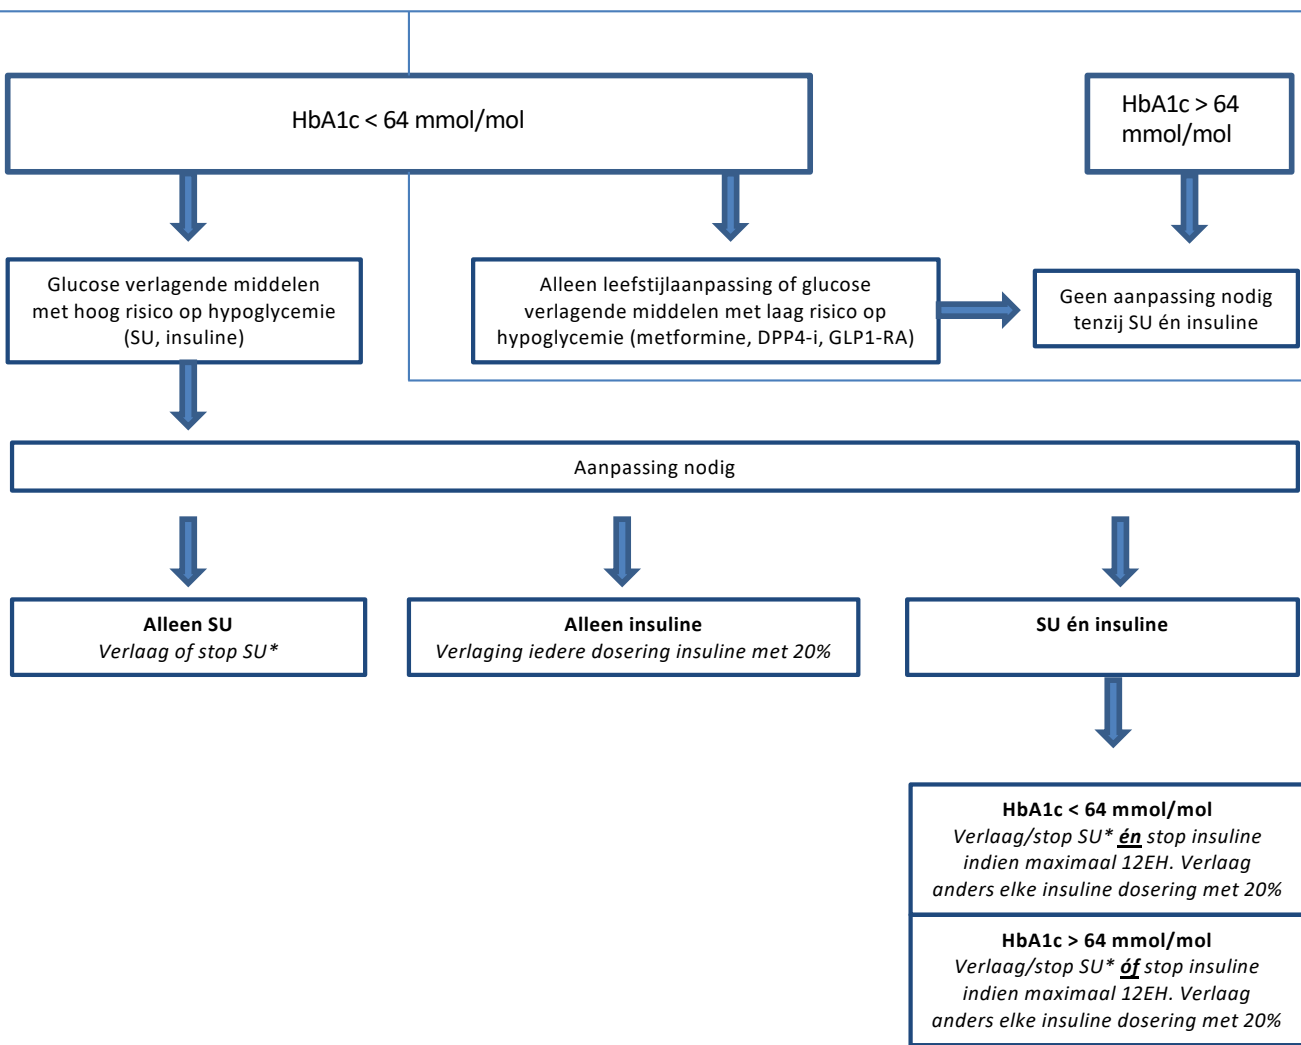 HbA1c < 64 mmol/mol
HbA1c > 64
mmol/mol
Glucose verlagende middelen
met hoog risico op hypoglycemie
(SU, insuline)
Alleen leefstijlaanpassing of glucose
verlagende middelen met laag risico op
hypoglycemie (metformine, DPP4-i, GLP1-RA)
Geen aanpassing nodig
tenzij SU én insuline
Aanpassing nodig
Alleen SU
Verlaag of stop SU*
Alleen insuline
Verlaging iedere dosering insuline met 20%
SU én insuline
HbA1c < 64 mmol/mol
Verlaag/stop SU* én stop insuline
indien maximaal 12EH. Verlaag
anders elke insuline dosering met 20%
HbA1c > 64 mmol/mol
Verlaag/stop SU* óf stop insuline
indien maximaal 12EH. Verlaag
anders elke insuline dosering met 20%